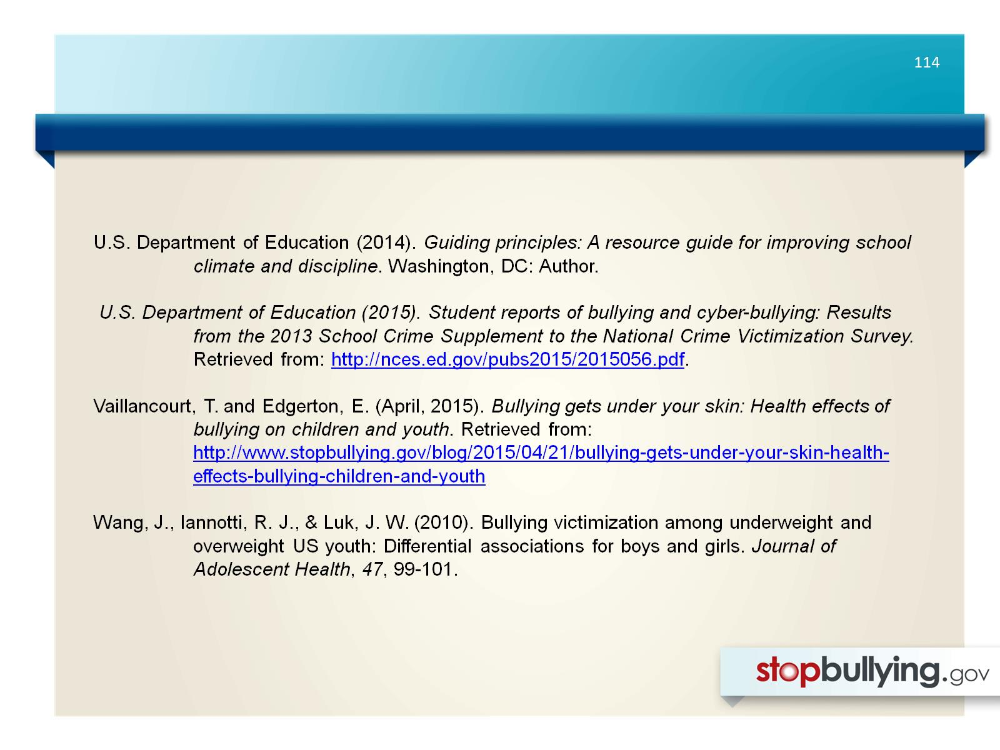 114
U.S. Department of Education (2014). Guiding principles: A resource guide for improving school
climate and discipline. Washington, DC: Author.
U.S. Department of Education (2015). Student reports of bullying and cyber-bullying: Results
from the 2013 School Crime Supplement to the National Crime Victimization Survey.
Retrieved from: http://nces.ed.gov/pubs2015/2015056.pdf.
Vaillancourt, T. and Edgerton, E. (April, 2015). Bullying gets under your skin: Health effects of
bullying on children and youth. Retrieved from:
http://www.stopbullying.gov/blog/2015/04/21/bullying-gets-under-your-skin-health-
effects-bullying-children-and-youth
Wang, J., Iannotti, R. J., & Luk, J. W. (2010). Bullying victimization among underweight and
overweight US youth: Differential associations for boys and girls. Journal of
Adolescent Health, 47, 99-101.
stopbullying.gov